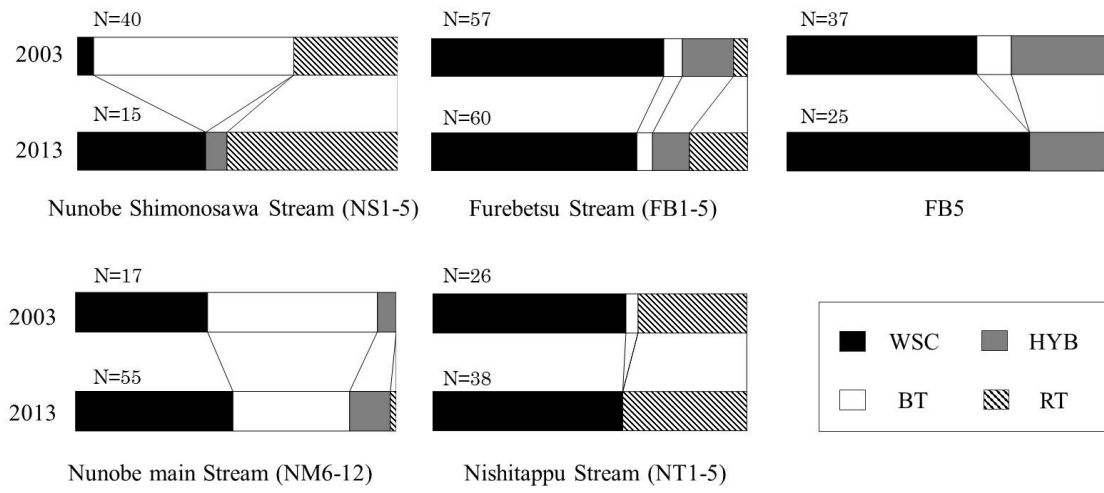 N=40
2003
N=15
2013
Nunobe Shimonosawa Stream (NS1-5)
N=57
N=60
Furebetsu Stream (FB1-5)
N=37
N=25
FB5
N=17
2003
N=55
2013
Nunobe main Stream (NM6-12)
N=26
N=38
Nishitappu Stream (NT1-5)
WSC HYB
BT RT